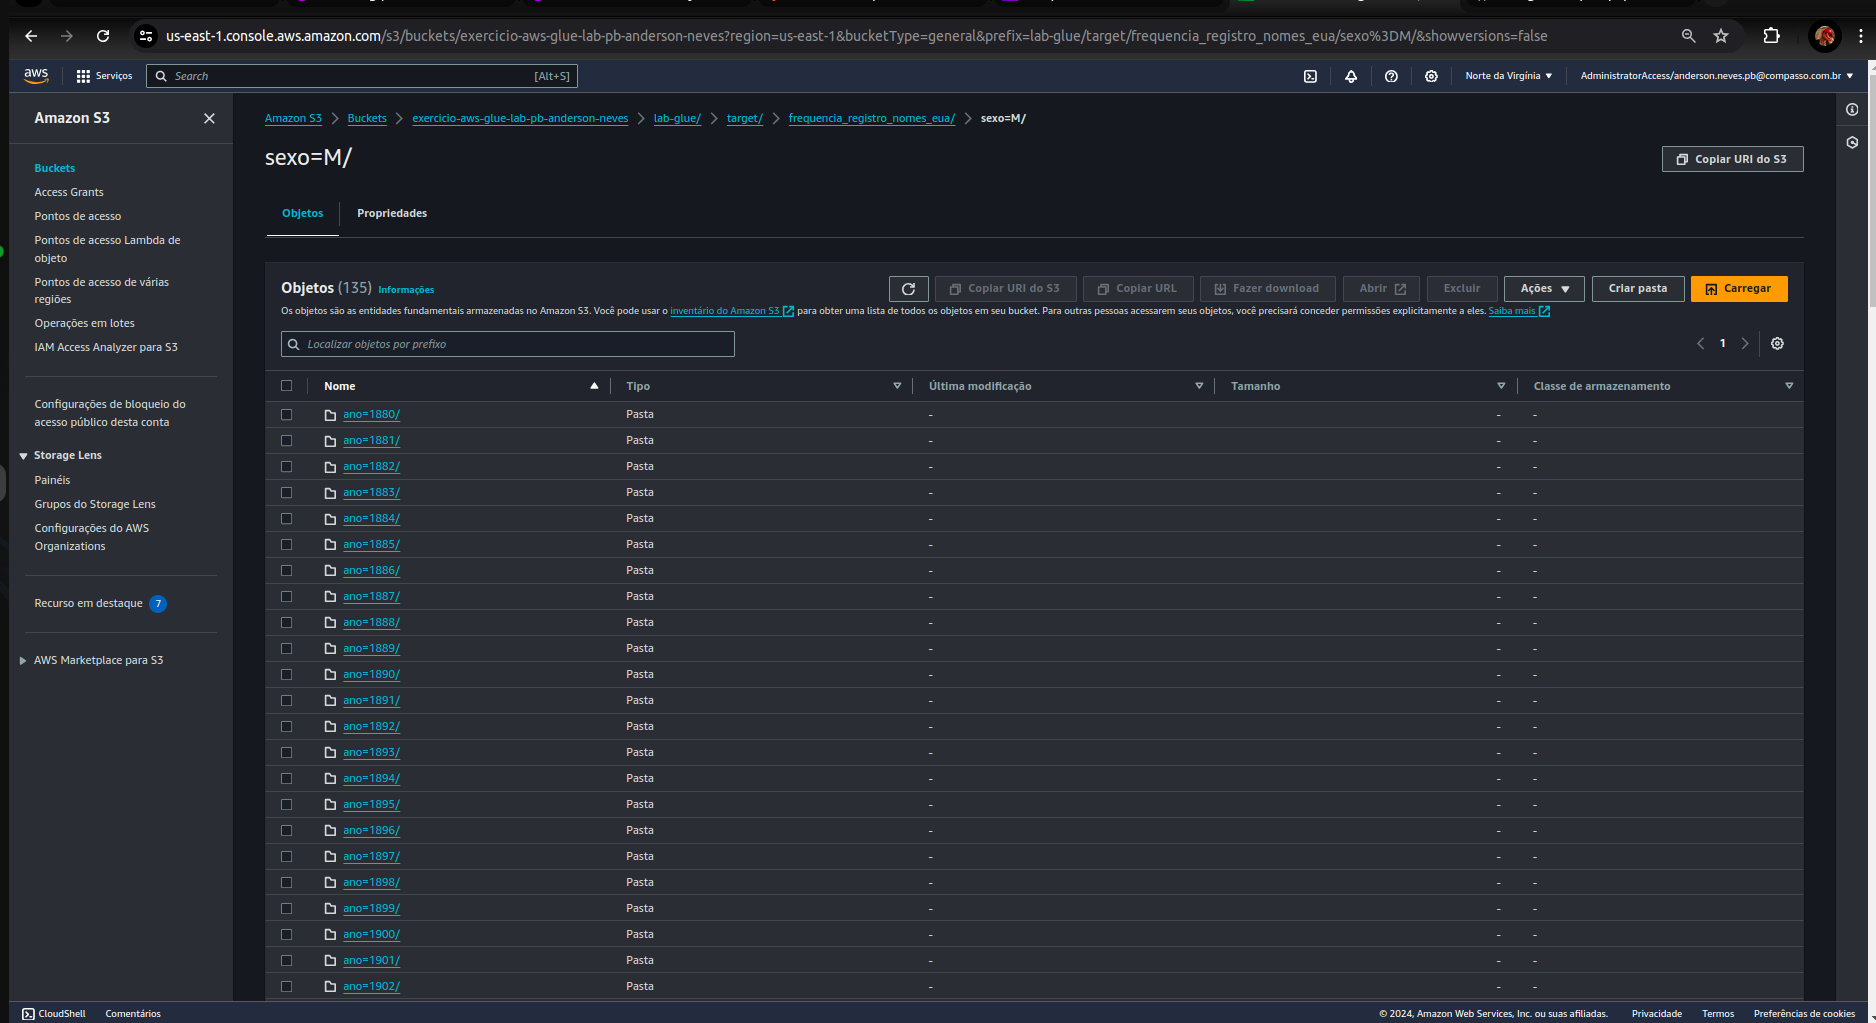 us-east-1.console.aws.amazon.com/s3/buckets/exercicio-aws-glue-lab-pb-anderson-neves?region=us-east-1&bucketType=general&prefix=lab-glue/target/frequencia_registro_nomes_eua/sexo%3DM/&showversions=false
aws
Serviços
Search
[Alt+S]
Norte da Virgínia
AdministratorAccess/anderson.neves.pb@compasso.com.br
Amazon S3
Buckets
Access Grants
Pontos de acesso
Pontos de acesso Lambda de
objeto
Pontos de acesso de várias
regiões
Operações em lotes
IAM Access Analyzer para S3
Configurações de bloqueio do
acesso público desta conta
Storage Lens
Painéis
Grupos do Storage Lens
Configurações do AWS
Organizations
Recurso em destaque 7
AWS Marketplace para S3
Amazon S3 > Buckets > exercicio-aws-glue-lab-pb-anderson-neves > lab-glue/ > target/ > frequencia_registro_nomes_eua/ > sexo=M/
sexo=M/
Copiar URI do S3
Objetos
Propriedades
Objetos (135) Informações
Copiar URI do S3
Copiar URL
Fazer download
Abrir
Excluir
Ações
Criar pasta
Carregar
Os objetos são as entidades fundamentais armazenadas no Amazon S3. Você pode usar o inventário do Amazon S3 para obter uma lista de todos os objetos em seu bucket. Para outras pessoas acessarem seus objetos, você precisará conceder permissões explicitamente a eles. Saiba mais
Localizar objetos por prefixo
1
Nome Tipo Última modificação Tamanho Classe de armazenamento
ano=1880/ Pasta - - -
ano=1881/ Pasta - - -
ano=1882/ Pasta - - -
ano=1883/ Pasta - - -
ano=1884/ Pasta - - -
ano=1885/ Pasta - - -
ano=1886/ Pasta - - -
ano=1887/ Pasta - - -
ano=1888/ Pasta - - -
ano=1889/ Pasta - - -
ano=1890/ Pasta - - -
ano=1891/ Pasta - - -
ano=1892/ Pasta - - -
ano=1893/ Pasta - - -
ano=1894/ Pasta - - -
ano=1895/ Pasta - - -
ano=1896/ Pasta - - -
ano=1897/ Pasta - - -
ano=1898/ Pasta - - -
ano=1899/ Pasta - - -
ano=1900/ Pasta - - -
ano=1901/ Pasta - - -
ano=1902/ Pasta - - -
CloudShell
Comentários
© 2024, Amazon Web Services, Inc. ou suas afiliadas.
Privacidade
Termos
Preferências de cookies